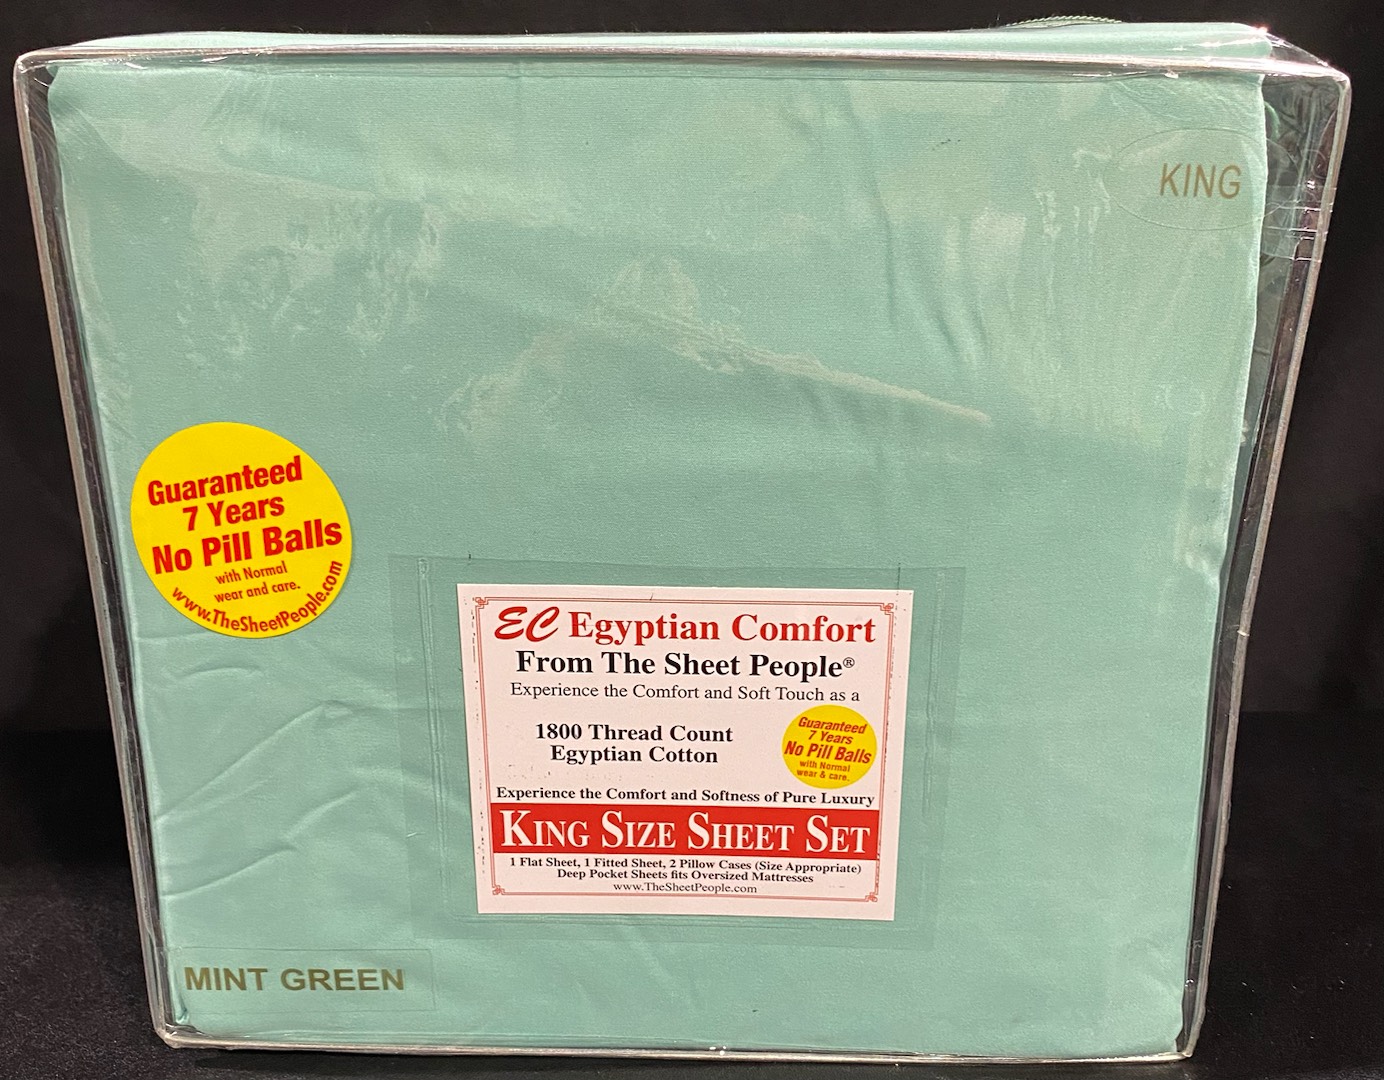 KING
Guaranteed
7 Years
No Pill Balls
with Normal
wear and care.
www.TheSheetPeople.com
EC Egyptian Comfort
From The Sheet People®
Experience the Comfort and Soft Touch as a
1800 Thread Count
Egyptian Cotton
Guaranteed
7 Years
No Pill Balls
with Normal
wear & care.
Experience the Comfort and Softness of Pure Luxury
KING SIZE SHEET SET
1 Flat Sheet, 1 Fitted Sheet, 2 Pillow Cases (Size Appropriate)
Deep Pocket Sheets fits Oversized Mattresses
www.TheSheetPeople.com
MINT GREEN